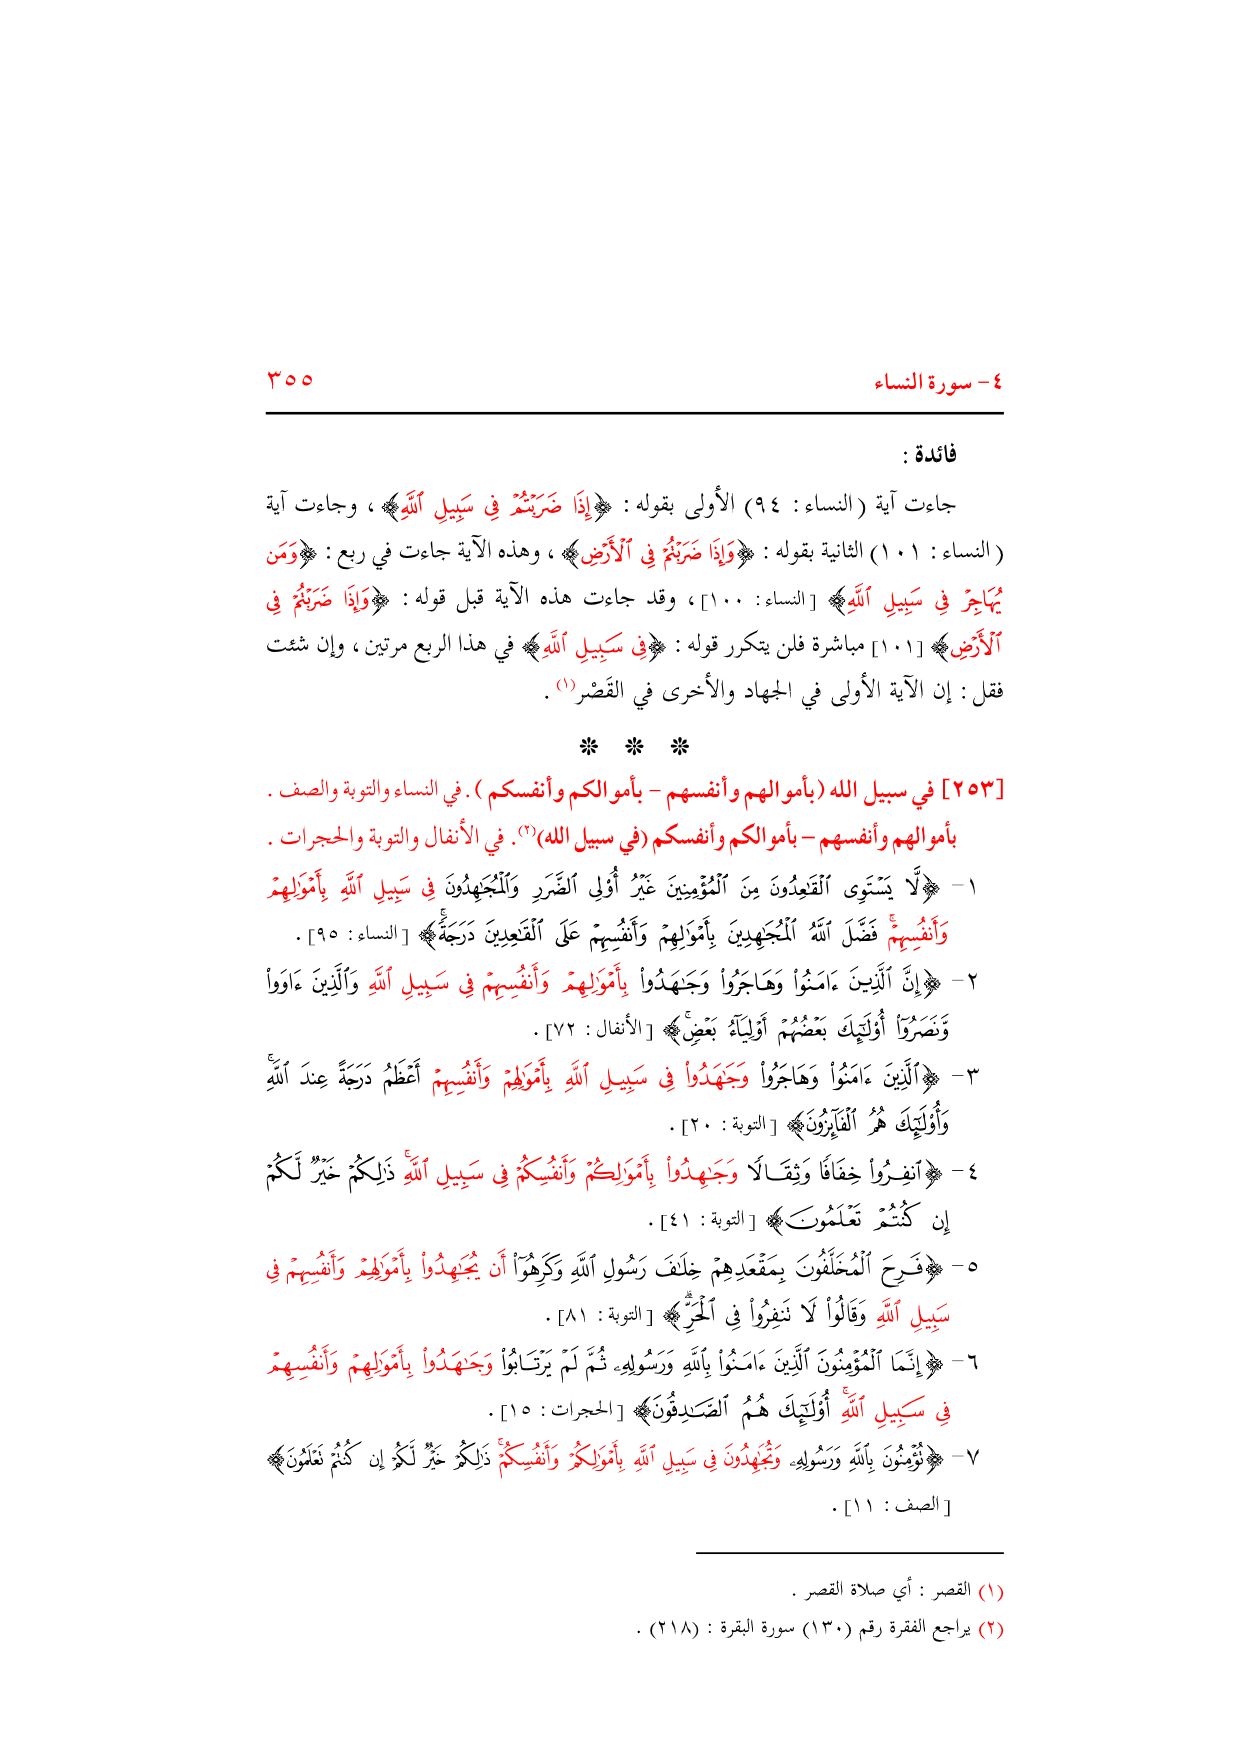 ٤- سورة النساء ٣٥٥
فائدة :
جاءت آية (النساء : ٩٤) الأولى بقوله : ﴿إِذَا ضَرَبْتُمْ فِى سَبِيلِ ٱللَّهِ﴾ ، وجاءت آية
(النساء : ١٠١) الثانية بقوله : ﴿وَإِذَا ضَرَبْتُمْ فِى ٱلْأَرْضِ﴾ ، وهذه الآية جاءت في ربع : ﴿وَمَن
يُهَاجِرْ فِى سَبِيلِ ٱللَّهِ﴾ [النساء : ١٠٠] ، وقد جاءت هذه الآية قبل قوله : ﴿وَإِذَا ضَرَبْتُمْ فِى
ٱلْأَرْضِ﴾ [١٠١] مباشرة فلن يتكرر قوله : ﴿فِى سَبِيلِ ٱللَّهِ﴾ في هذا الربع مرتين ، وإن شئت
فقل : إن الآية الأولى في الجهاد والأخرى في القَصْر(١) .
❊ ❊ ❊
[٢٥٣] في سبيل الله (بأموالهم وأنفسهم – بأموالكم وأنفسكم ) . في النساء والتوبة والصف .
بأموالهم وأنفسهم – بأموالكم وأنفسكم (في سبيل الله)(٢). في الأنفال والتوبة والحجرات .
١- ﴿لَّا يَسْتَوِى ٱلْقَٰعِدُونَ مِنَ ٱلْمُؤْمِنِينَ غَيْرُ أُوْلِى ٱلضَّرَرِ وَٱلْمُجَٰهِدُونَ فِى سَبِيلِ ٱللَّهِ بِأَمْوَٰلِهِمْ
وَأَنفُسِهِمْۚ فَضَّلَ ٱللَّهُ ٱلْمُجَٰهِدِينَ بِأَمْوَٰلِهِمْ وَأَنفُسِهِمْ عَلَى ٱلْقَٰعِدِينَ دَرَجَةًۚ﴾ [النساء : ٩٥] .
٢- ﴿إِنَّ ٱلَّذِينَ ءَامَنُوا۟ وَهَاجَرُوا۟ وَجَٰهَدُوا۟ بِأَمْوَٰلِهِمْ وَأَنفُسِهِمْ فِى سَبِيلِ ٱللَّهِ وَٱلَّذِينَ ءَاوَوا۟
وَّنَصَرُوٓا۟ أُو۟لَٰٓئِكَ بَعْضُهُمْ أَوْلِيَآءُ بَعْضٍۚ﴾ [الأنفال : ٧٢] .
٣- ﴿ٱلَّذِينَ ءَامَنُوا۟ وَهَاجَرُوا۟ وَجَٰهَدُوا۟ فِى سَبِيلِ ٱللَّهِ بِأَمْوَٰلِهِمْ وَأَنفُسِهِمْ أَعْظَمُ دَرَجَةً عِندَ ٱللَّهِۚ
وَأُو۟لَٰٓئِكَ هُمُ ٱلْفَآئِزُونَ﴾ [التوبة : ٢٠] .
٤- ﴿ٱنفِرُوا۟ خِفَافًا وَثِقَالًا وَجَٰهِدُوا۟ بِأَمْوَٰلِكُمْ وَأَنفُسِكُمْ فِى سَبِيلِ ٱللَّهِۚ ذَٰلِكُمْ خَيْرٌ لَّكُمْ
إِن كُنتُمْ تَعْلَمُونَ﴾ [التوبة : ٤١] .
٥- ﴿فَرِحَ ٱلْمُخَلَّفُونَ بِمَقْعَدِهِمْ خِلَٰفَ رَسُولِ ٱللَّهِ وَكَرِهُوٓا۟ أَن يُجَٰهِدُوا۟ بِأَمْوَٰلِهِمْ وَأَنفُسِهِمْ فِى
سَبِيلِ ٱللَّهِ وَقَالُوا۟ لَا تَنفِرُوا۟ فِى ٱلْحَرِّۗ﴾ [التوبة : ٨١] .
٦- ﴿إِنَّمَا ٱلْمُؤْمِنُونَ ٱلَّذِينَ ءَامَنُوا۟ بِٱللَّهِ وَرَسُولِهِۦ ثُمَّ لَمْ يَرْتَابُوا۟ وَجَٰهَدُوا۟ بِأَمْوَٰلِهِمْ وَأَنفُسِهِمْ
فِى سَبِيلِ ٱللَّهِۚ أُو۟لَٰٓئِكَ هُمُ ٱلصَّٰدِقُونَ﴾ [الحجرات : ١٥] .
٧- ﴿تُؤْمِنُونَ بِٱللَّهِ وَرَسُولِهِۦ وَتُجَٰهِدُونَ فِى سَبِيلِ ٱللَّهِ بِأَمْوَٰلِكُمْ وَأَنفُسِكُمْۚ ذَٰلِكُمْ خَيْرٌ لَّكُمْ إِن كُنتُمْ تَعْلَمُونَ﴾
[الصف : ١١] .
(١) القصر : أي صلاة القصر .
(٢) يراجع الفقرة رقم (١٣٠) سورة البقرة : (٢١٨) .